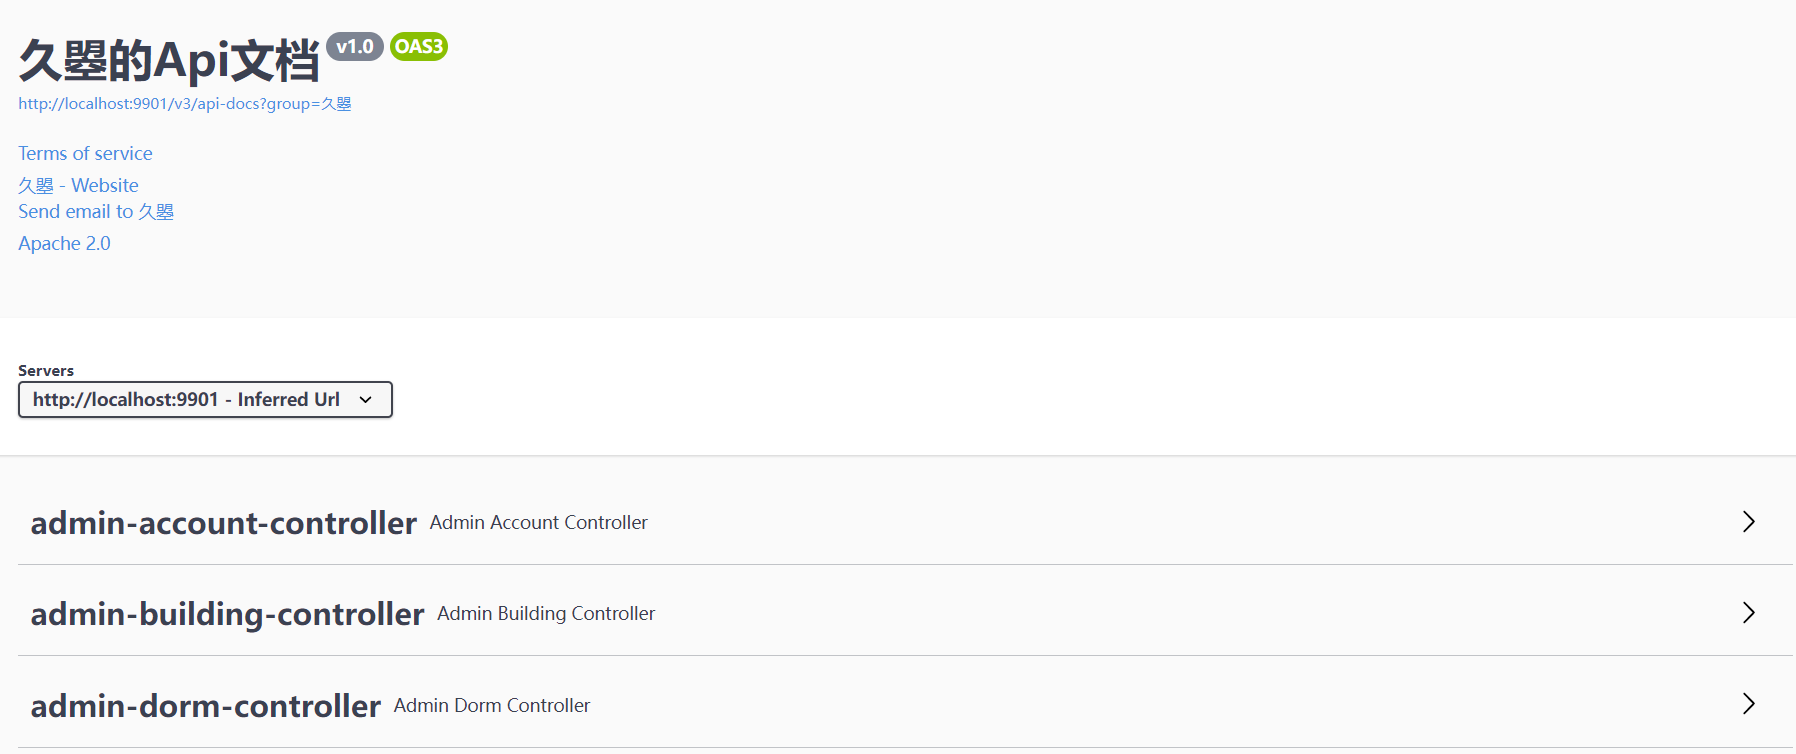 久曌的Api文档 v1.0 OAS3
http://localhost:9901/v3/api-docs?group=久曌
Terms of service
久曌 - Website
Send email to 久曌
Apache 2.0
Servers
http://localhost:9901 - Inferred Url
admin-account-controller Admin Account Controller
admin-building-controller Admin Building Controller
admin-dorm-controller Admin Dorm Controller